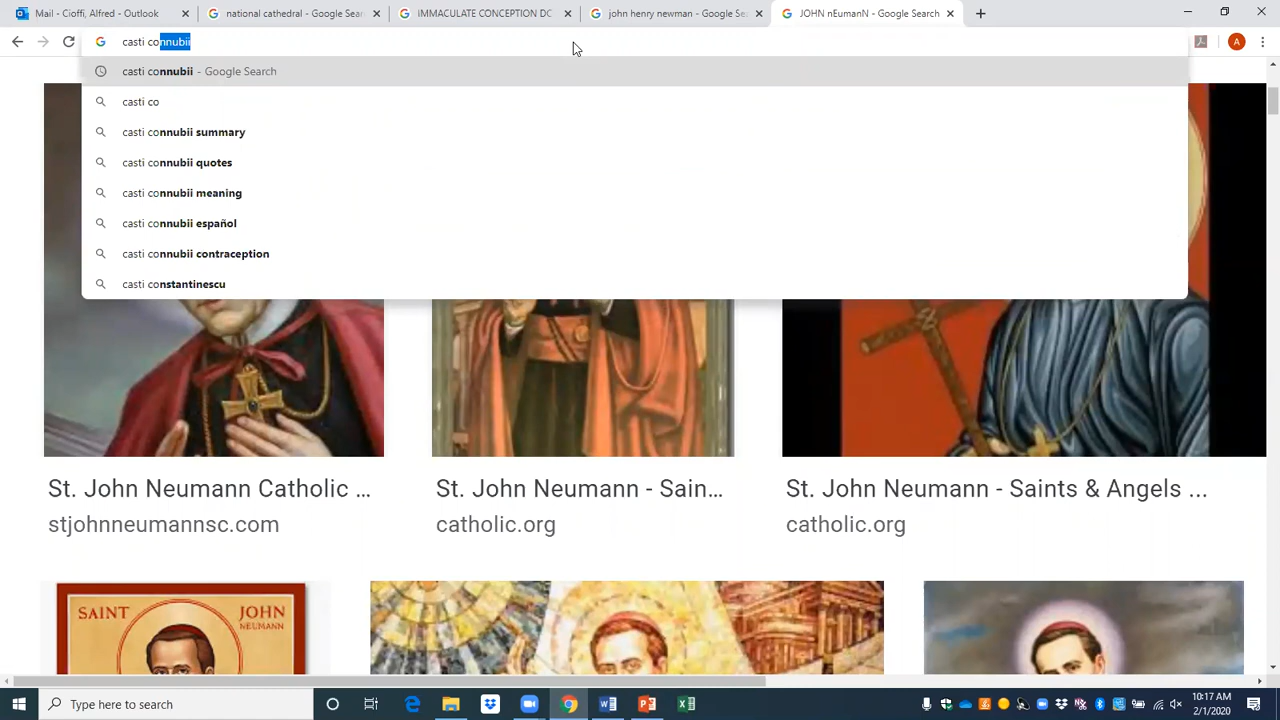 Mail - Cioffi, Alfred - Outlook
national cathedral - Google Sear
IMMACULATE CONCEPTION DC
john henry newman - Google Se
JOHN nEumanN - Google Search
casti connubii
casti connubii - Google Search
casti co
casti connubii summary
casti connubii quotes
casti connubii meaning
casti connubii español
casti connubii contraception
casti constantinescu
A
St. John Neumann Catholic ...
St. John Neumann - Sain...
St. John Neumann - Saints & Angels ...
stjohnneumannsc.com
catholic.org
catholic.org
SAINT JOHN
NEUMANN
Type here to search
10:17 AM
2/1/2020